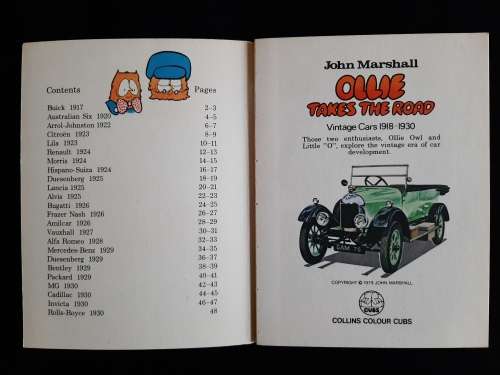 Contents Pages
Buick 1917 2–3
Australian Six 1920 4–5
Arrol-Johnston 1922 6–7
Citroën 1923 8–9
Lila 1923 10–11
Renault 1924 12–13
Morris 1924 14–15
Hispano-Suiza 1924 16–17
Duesenberg 1925 18–19
Lancia 1925 20–21
Alvis 1925 22–23
Bugatti 1926 24–25
Frazer Nash 1926 26–27
Amilcar 1926 28–29
Vauxhall 1927 30–31
Alfa Romeo 1928 32–33
Mercedes-Benz 1929 34–35
Duesenberg 1929 36–37
Bentley 1929 38–39
Packard 1929 40–41
MG 1930 42–43
Cadillac 1930 44–45
Invicta 1930 46–47
Rolls-Royce 1930 48
John Marshall
OLLIE
TAKES THE ROAD
Vintage Cars 1918-1930
Those two enthusiasts, Ollie Owl and
Little "O", explore the vintage era of car
development.
COPYRIGHT © 1975 JOHN MARSHALL
CUBS
COLLINS COLOUR CUBS